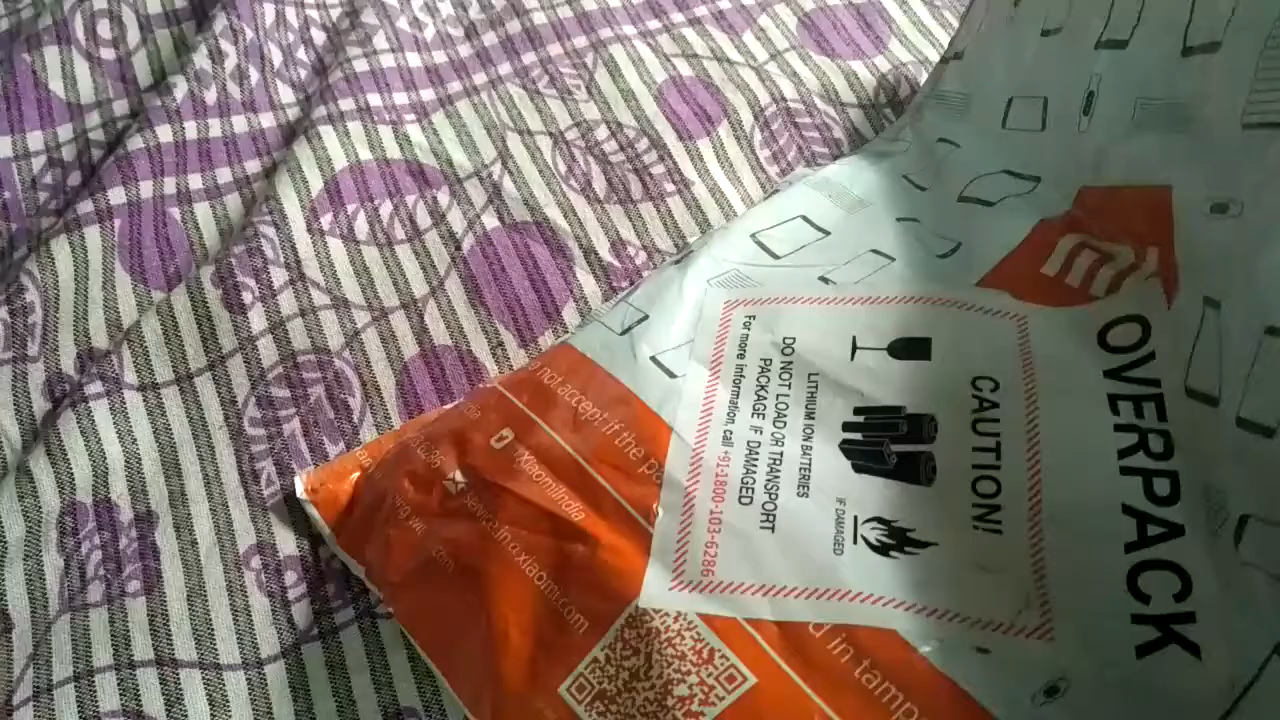 OVERPACK
CAUTION!
IF DAMAGED
LITHIUM ION BATTERIES
DO NOT LOAD OR TRANSPORT
PACKAGE IF DAMAGED
For more information, call +91-1800-103-6286
not accept if the
d in tamp
XiaomiIndia
service.in@xiaomi.com